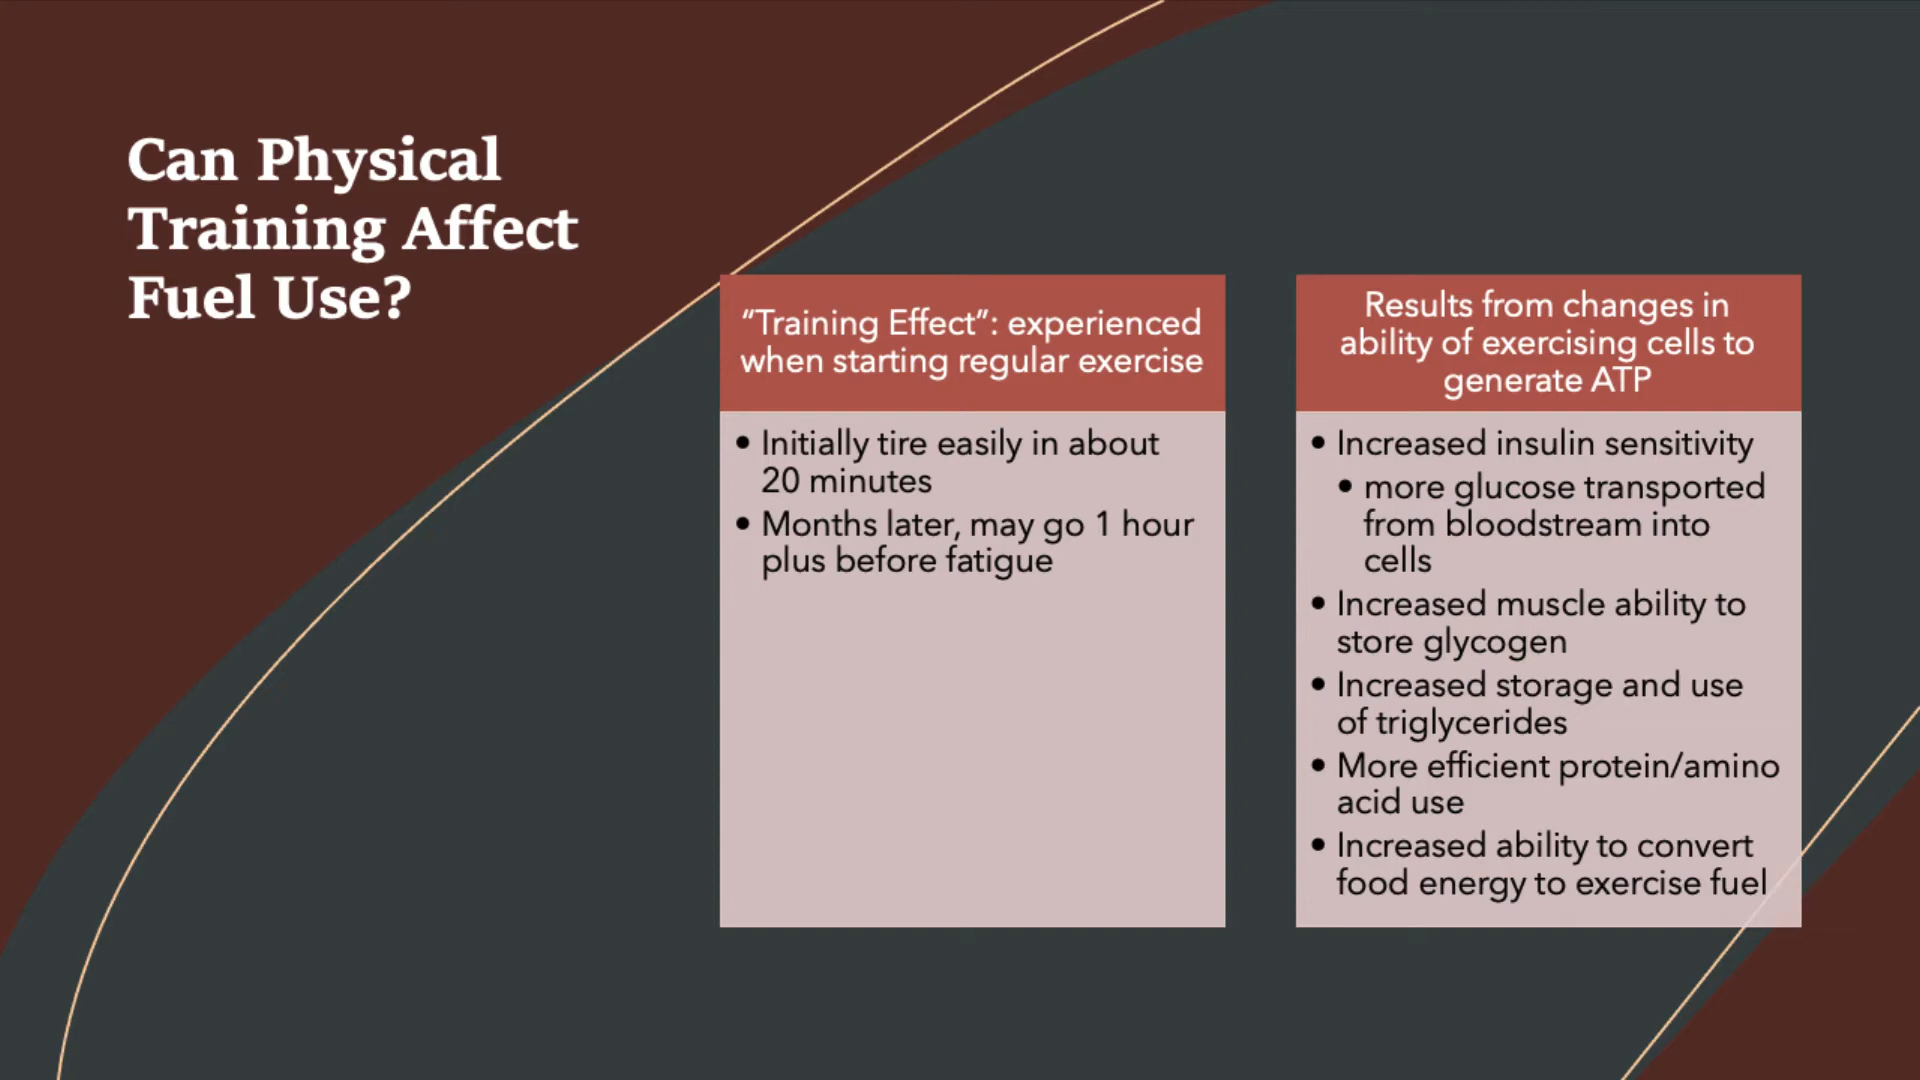 Can Physical
Training Affect
Fuel Use?
“Training Effect”: experienced
when starting regular exercise
• Initially tire easily in about
20 minutes
• Months later, may go 1 hour
plus before fatigue
Results from changes in
ability of exercising cells to
generate ATP
• Increased insulin sensitivity
• more glucose transported
from bloodstream into
cells
• Increased muscle ability to
store glycogen
• Increased storage and use
of triglycerides
• More efficient protein/amino
acid use
• Increased ability to convert
food energy to exercise fuel